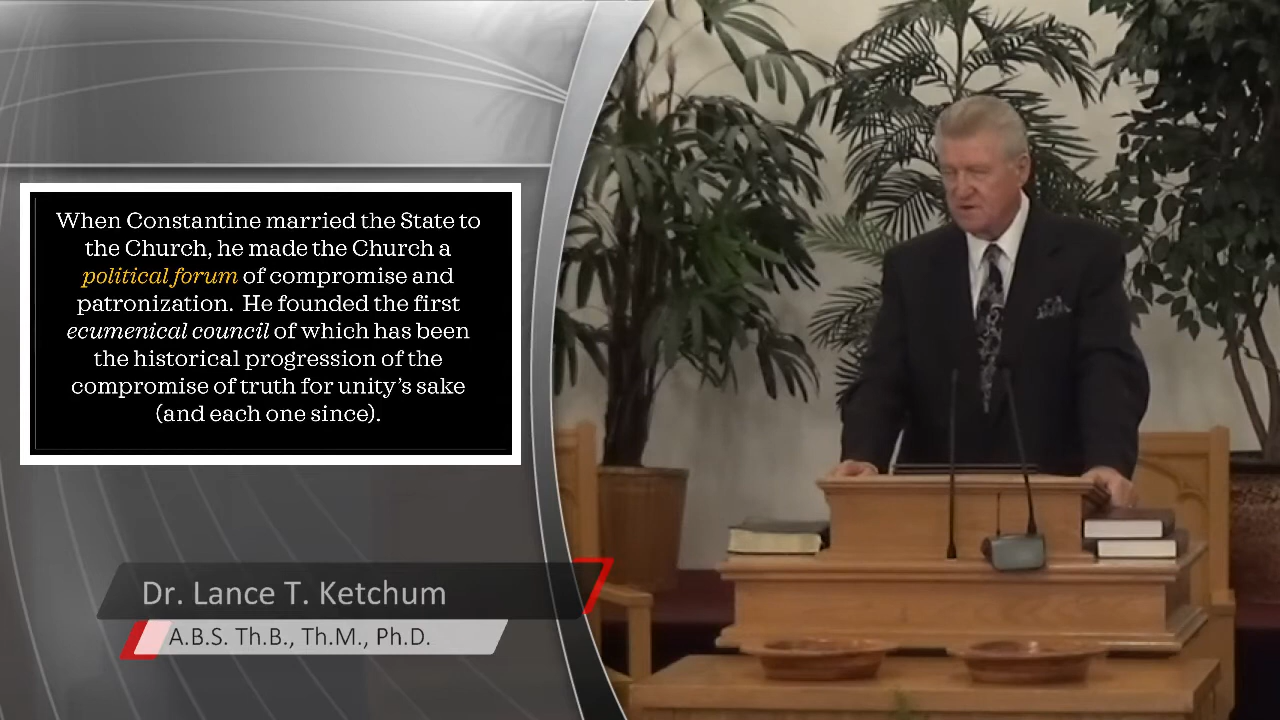 When Constantine married the State to
the Church, he made the Church a
political forum of compromise and
patronization. He founded the first
ecumenical council of which has been
the historical progression of the
compromise of truth for unity's sake
(and each one since).
Dr. Lance T. Ketchum
A.B.S. Th.B., Th.M., Ph.D.